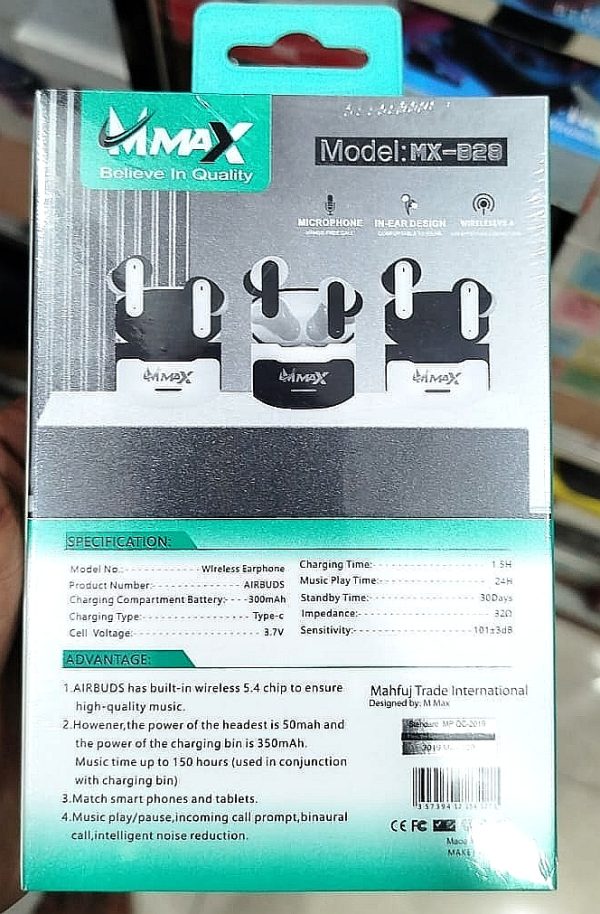 MMAX
Believe In Quality
Model: MX-B28
MICROPHONE
IN-EAR DESIGN
MMAX
MMAX
MMAX
SPECIFICATION:
Model No.: Wireless Earphone
Product Number: AIRBUDS
Charging Compartment Battery: 300mAh
Charging Type: Type-c
Cell Voltage: 3.7V
Charging Time: 1.5H
Music Play Time: 24H
Standby Time: 30Days
Impedance: 32Ω
Sensitivity: 101±3dB
ADVANTAGE:
1.AIRBUDS has built-in wireless 5.4 chip to ensure
high-quality music.
2.Howener,the power of the headest is 50mah and
the power of the charging bin is 350mAh.
Music time up to 150 hours (used in conjunction
with charging bin)
3.Match smart phones and tablets.
4.Music play/pause,incoming call prompt,binaural
call,intelligent noise reduction.
Mahfuj Trade International
Designed by: M Max
CE FC